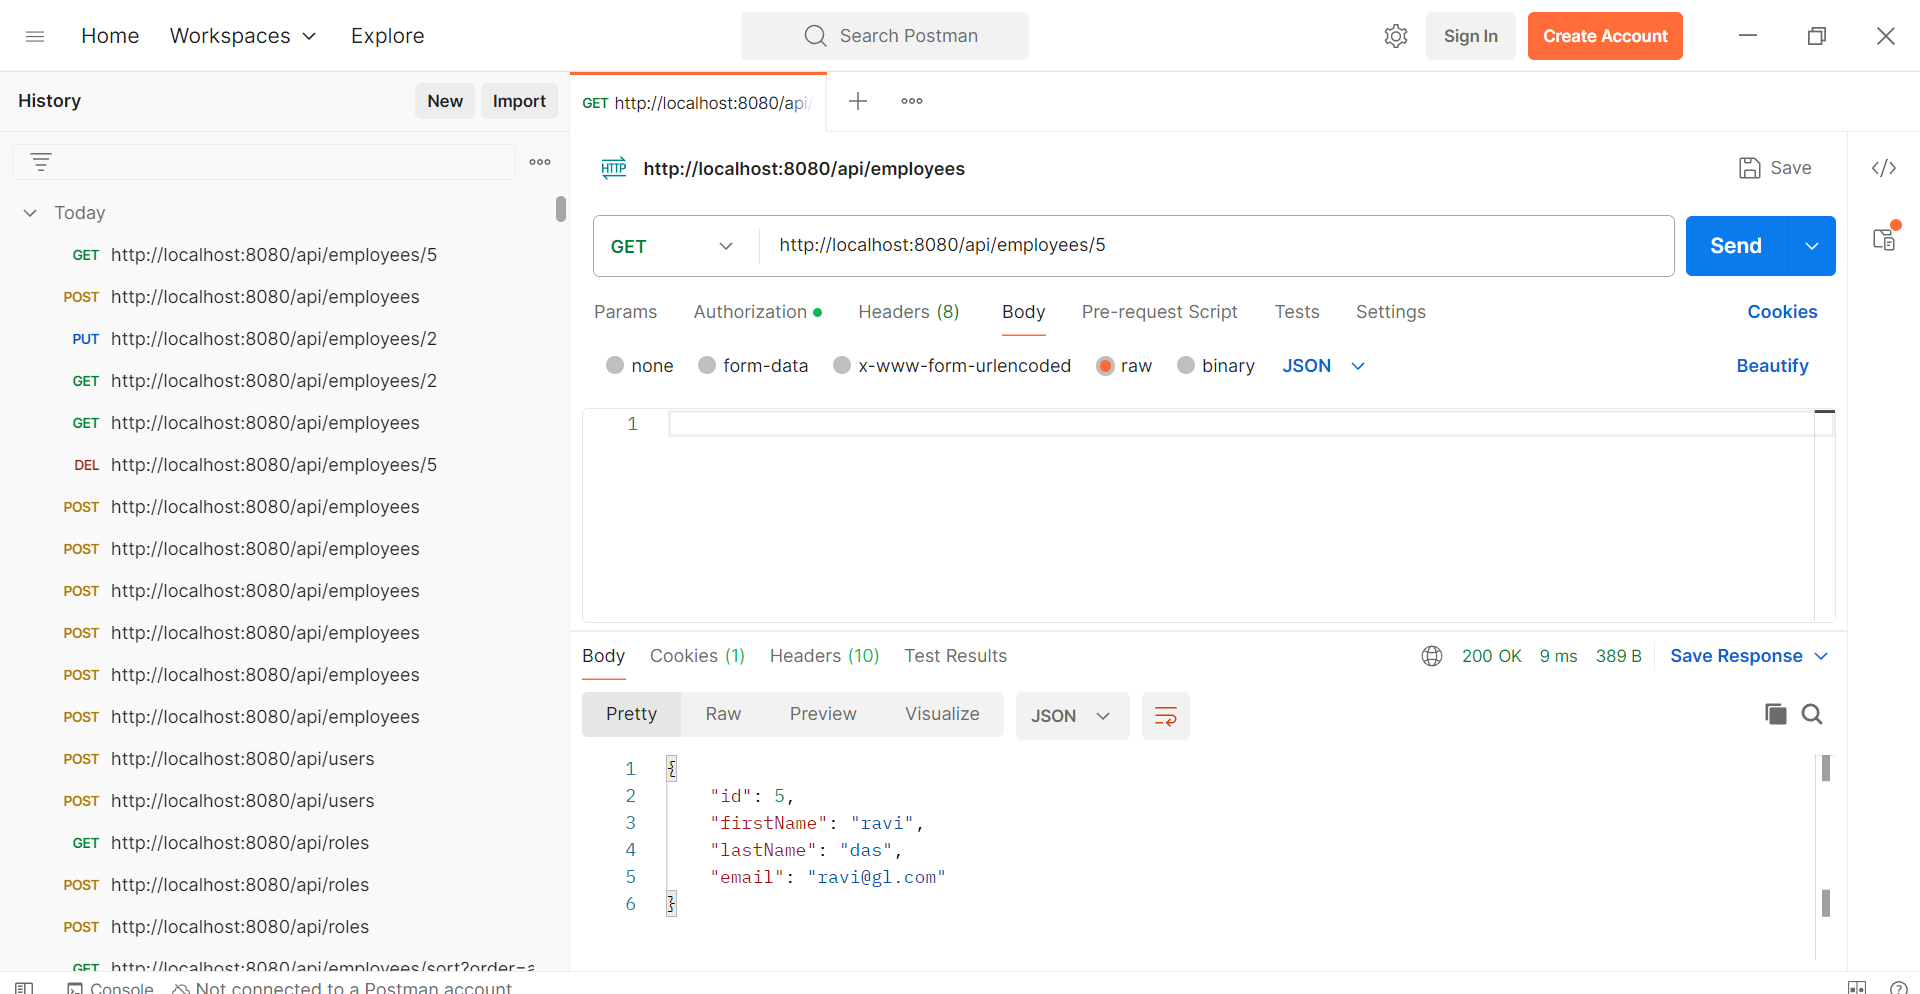 Home Workspaces Explore Search Postman Sign In Create Account
History New Import GET http://localhost:8080/api/
HTTP http://localhost:8080/api/employees Save
Today
GET http://localhost:8080/api/employees/5
POST http://localhost:8080/api/employees
PUT http://localhost:8080/api/employees/2
GET http://localhost:8080/api/employees/2
GET http://localhost:8080/api/employees
DEL http://localhost:8080/api/employees/5
POST http://localhost:8080/api/employees
POST http://localhost:8080/api/employees
POST http://localhost:8080/api/employees
POST http://localhost:8080/api/employees
POST http://localhost:8080/api/employees
POST http://localhost:8080/api/employees
POST http://localhost:8080/api/users
POST http://localhost:8080/api/users
GET http://localhost:8080/api/roles
POST http://localhost:8080/api/roles
POST http://localhost:8080/api/roles
GET http://localhost:8080/api/employees/sort?order=a
GET http://localhost:8080/api/employees/5 Send
Params Authorization Headers (8) Body Pre-request Script Tests Settings Cookies
none form-data x-www-form-urlencoded raw binary JSON Beautify
1
Body Cookies (1) Headers (10) Test Results 200 OK 9 ms 389 B Save Response
Pretty Raw Preview Visualize JSON
1 {
2 "id": 5,
3 "firstName": "ravi",
4 "lastName": "das",
5 "email": "ravi@gl.com"
6 }
Console Not connected to a Postman account